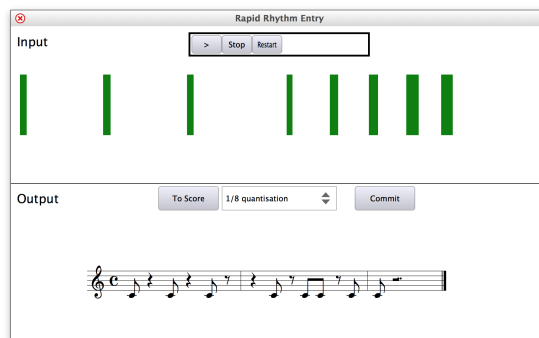 Rapid Rhythm Entry
Input
> Stop Restart
Output
To Score 1/8 quantisation Commit